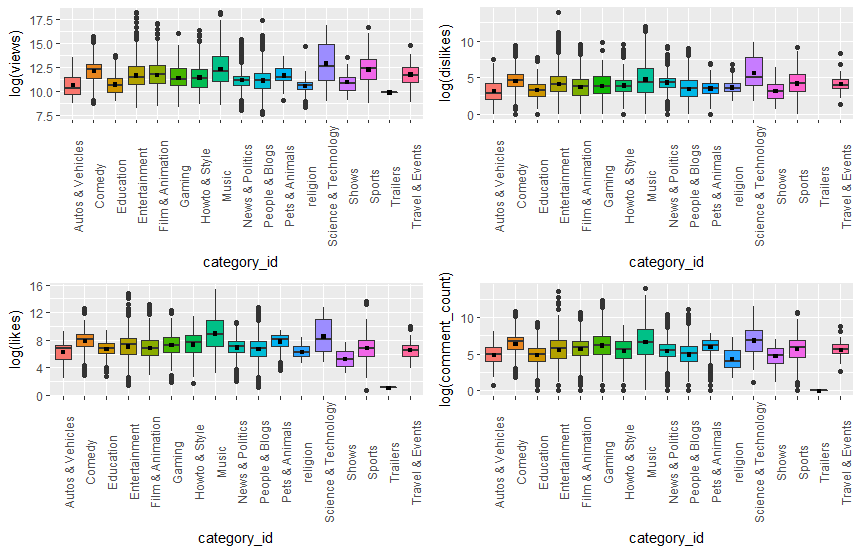 log(views)
17.5
15.0
12.5
10.0
7.5
Autos & Vehicles
Comedy
Education
Entertainment
Film & Animation
Gaming
Howto & Style
Music
News & Politics
People & Blogs
Pets & Animals
religion
Science & Technology
Shows
Sports
Trailers
Travel & Events
category_id
log(dislikes)
10
5
0
Autos & Vehicles
Comedy
Education
Entertainment
Film & Animation
Gaming
Howto & Style
Music
News & Politics
People & Blogs
Pets & Animals
religion
Science & Technology
Shows
Sports
Trailers
Travel & Events
category_id
log(likes)
16
12
8
4
0
Autos & Vehicles
Comedy
Education
Entertainment
Film & Animation
Gaming
Howto & Style
Music
News & Politics
People & Blogs
Pets & Animals
religion
Science & Technology
Shows
Sports
Trailers
Travel & Events
category_id
log(comment_count)
10
5
0
Autos & Vehicles
Comedy
Education
Entertainment
Film & Animation
Gaming
Howto & Style
Music
News & Politics
People & Blogs
Pets & Animals
religion
Science & Technology
Shows
Sports
Trailers
Travel & Events
category_id